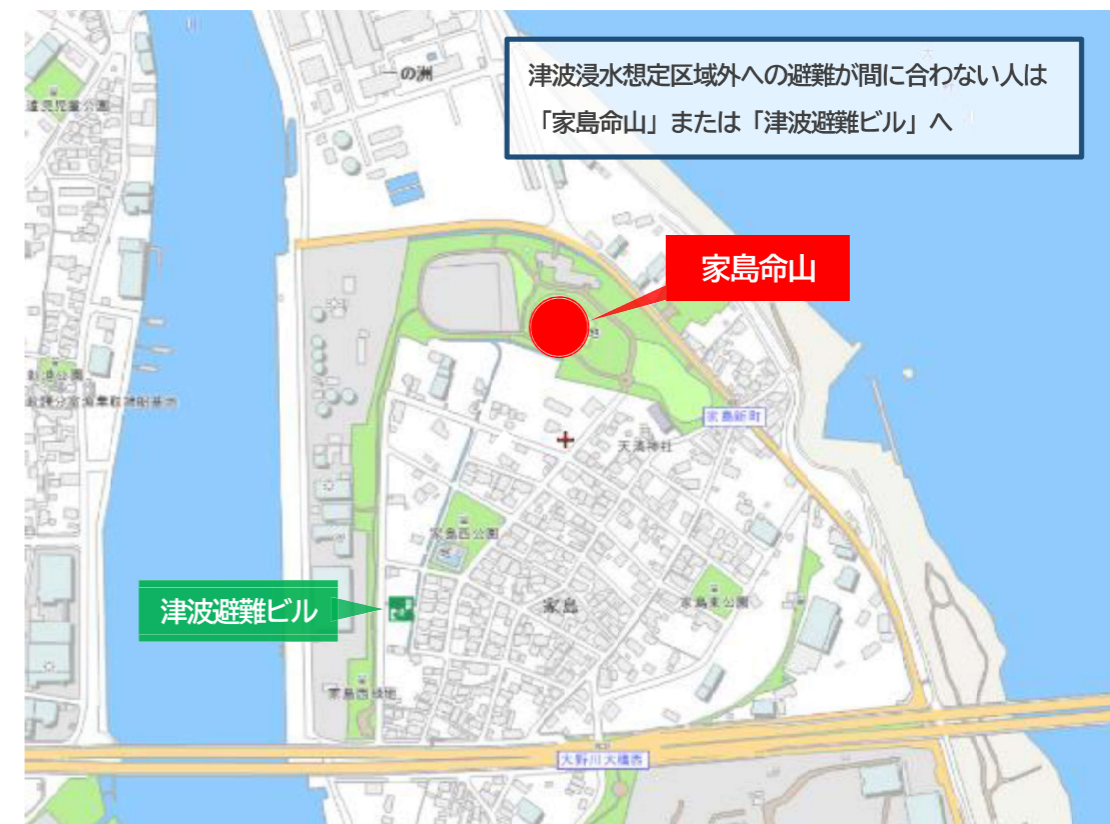 一の洲
津波浸水想定区域外への避難が間に合わない人は
「家島命山」または「津波避難ビル」へ
家島命山
家島新町
天満神社
家島西公園
津波避難ビル
家島
家島東公園
家島西緑地
大野川大橋西